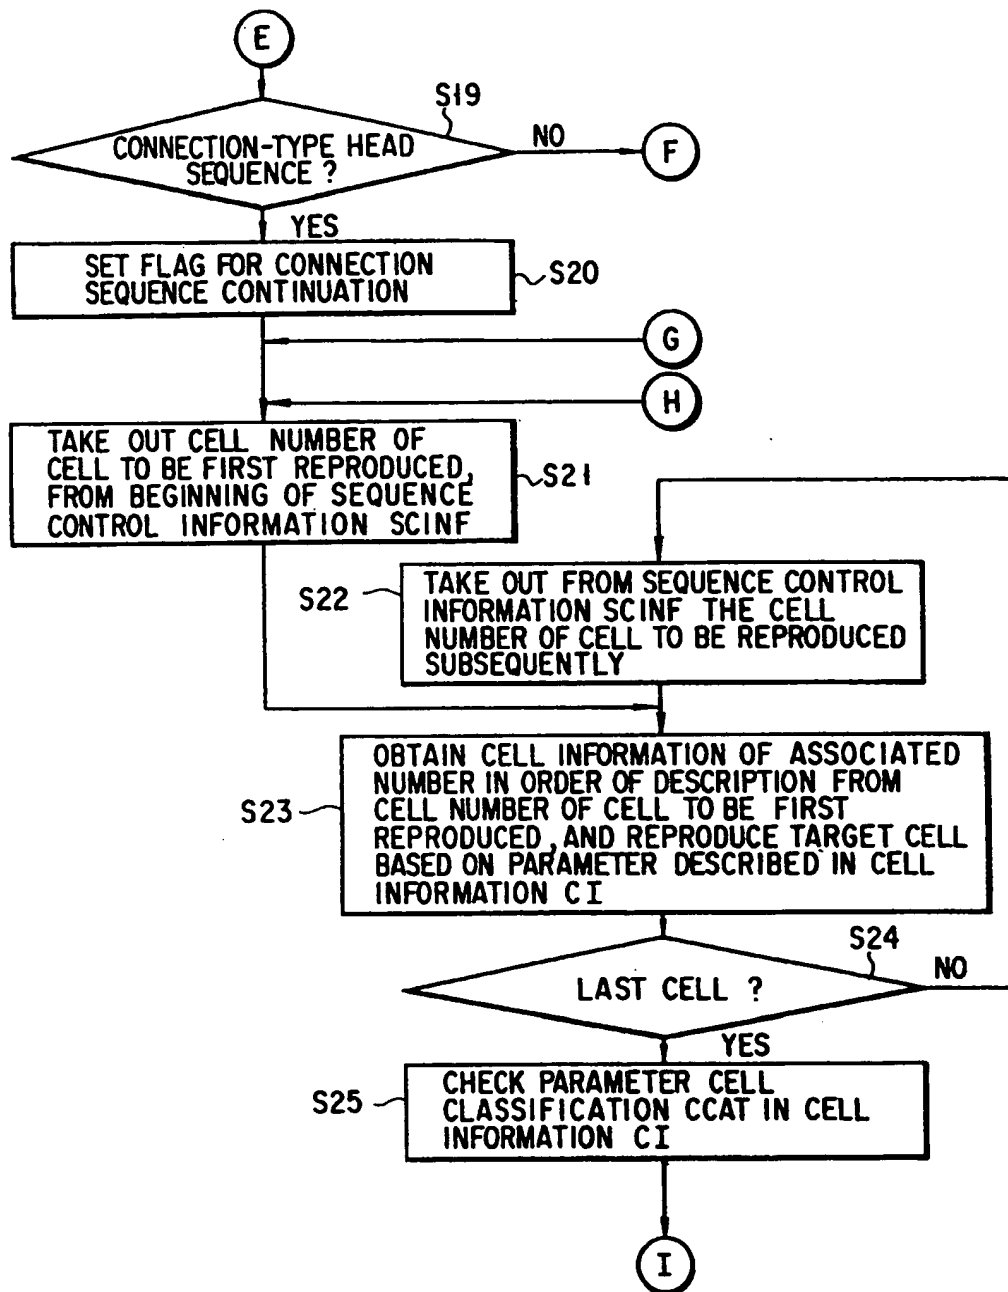 E
S19
CONNECTION-TYPE HEAD
SEQUENCE ?
NO
F
YES
SET FLAG FOR CONNECTION
SEQUENCE CONTINUATION
S20
G
H
TAKE OUT CELL NUMBER OF
CELL TO BE FIRST REPRODUCED,
FROM BEGINNING OF SEQUENCE
CONTROL INFORMATION SCINF
S21
S22
TAKE OUT FROM SEQUENCE CONTROL
INFORMATION SCINF THE CELL
NUMBER OF CELL TO BE REPRODUCED
SUBSEQUENTLY
S23
OBTAIN CELL INFORMATION OF ASSOCIATED
NUMBER IN ORDER OF DESCRIPTION FROM
CELL NUMBER OF CELL TO BE FIRST
REPRODUCED, AND REPRODUCE TARGET CELL
BASED ON PARAMETER DESCRIBED IN CELL
INFORMATION CI
S24
LAST CELL ?
NO
YES
S25
CHECK PARAMETER CELL
CLASSIFICATION CCAT IN CELL
INFORMATION CI
I